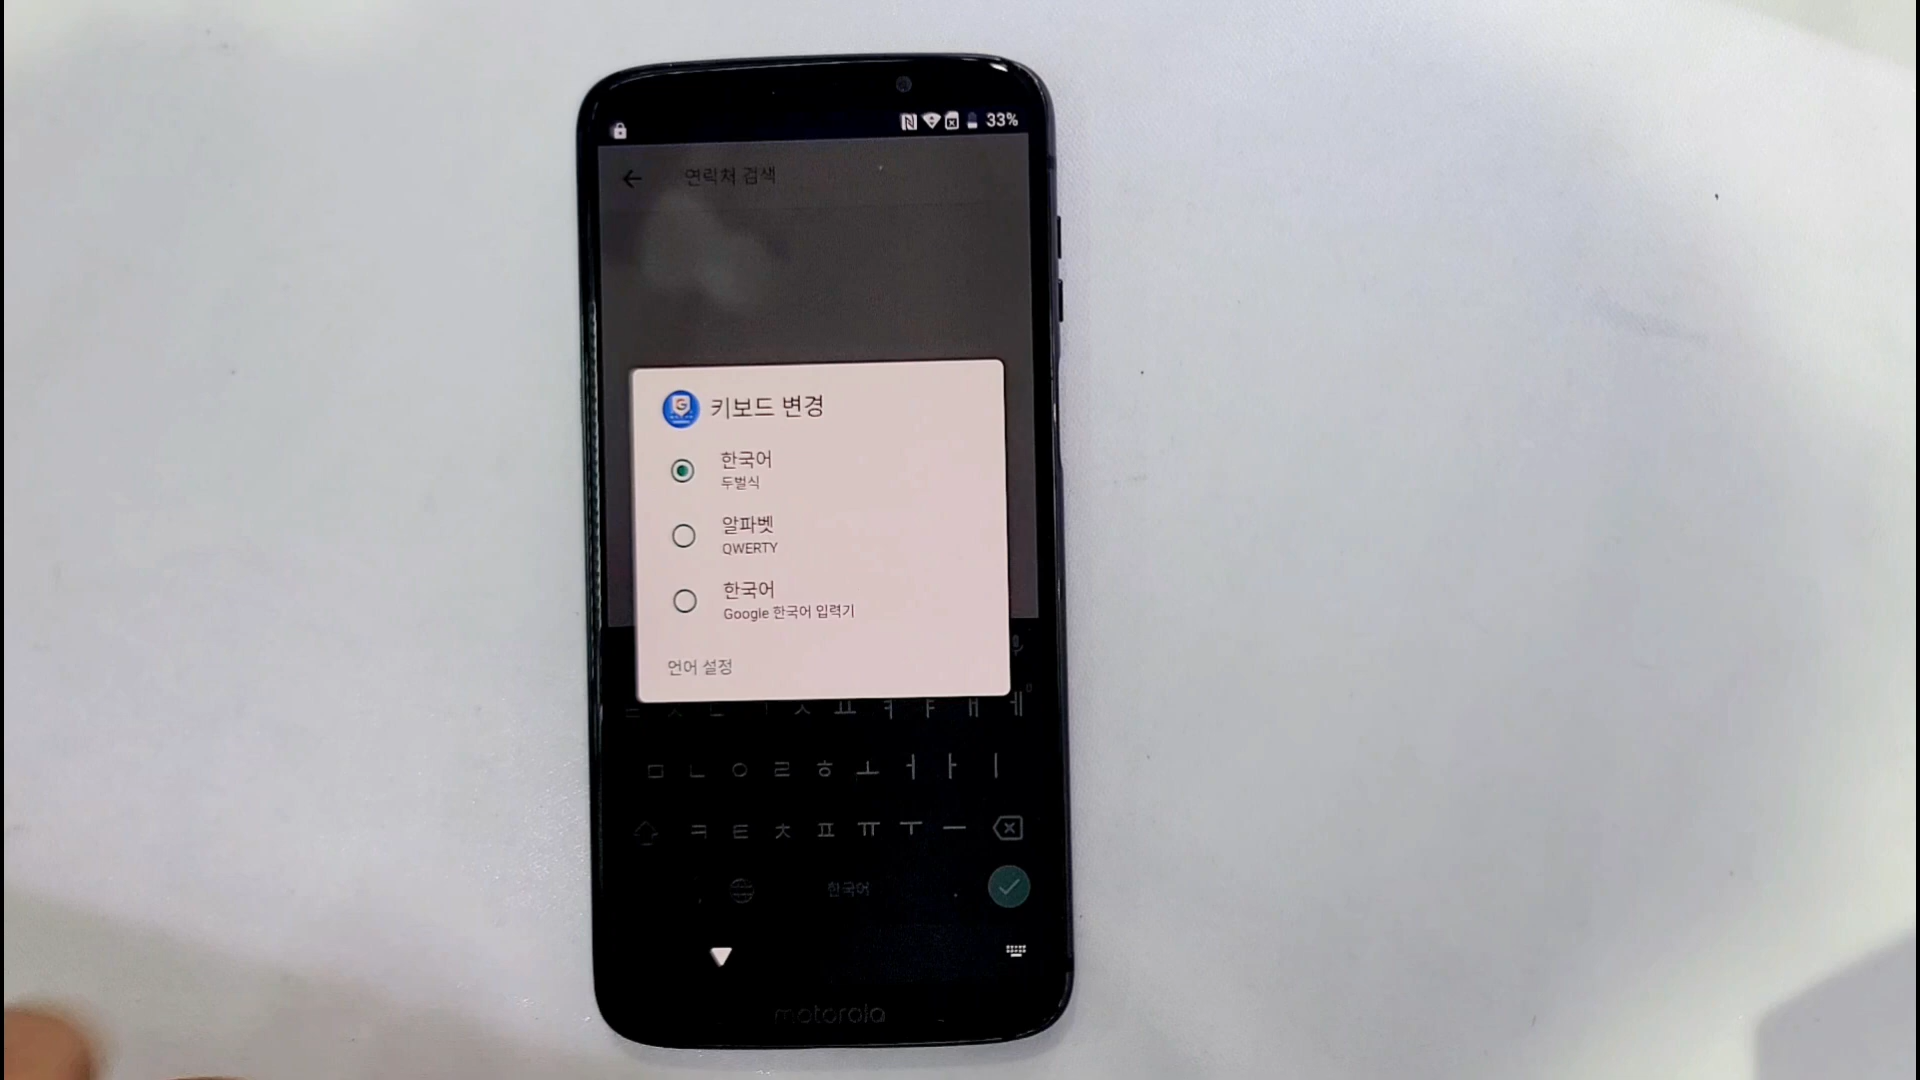 33%
연락처 검색
키보드 변경
한국어
두벌식
알파벳
QWERTY
한국어
Google 한국어 입력기
언어 설정
ㅛ ㅕ ㅑ ㅐ ㅔ
ㅁ ㄴ ㅇ ㄹ ㅎ ㅗ ㅓ ㅏ ㅣ
ㅋ ㅌ ㅊ ㅍ ㅠ ㅜ ㅡ
한국어
motorola